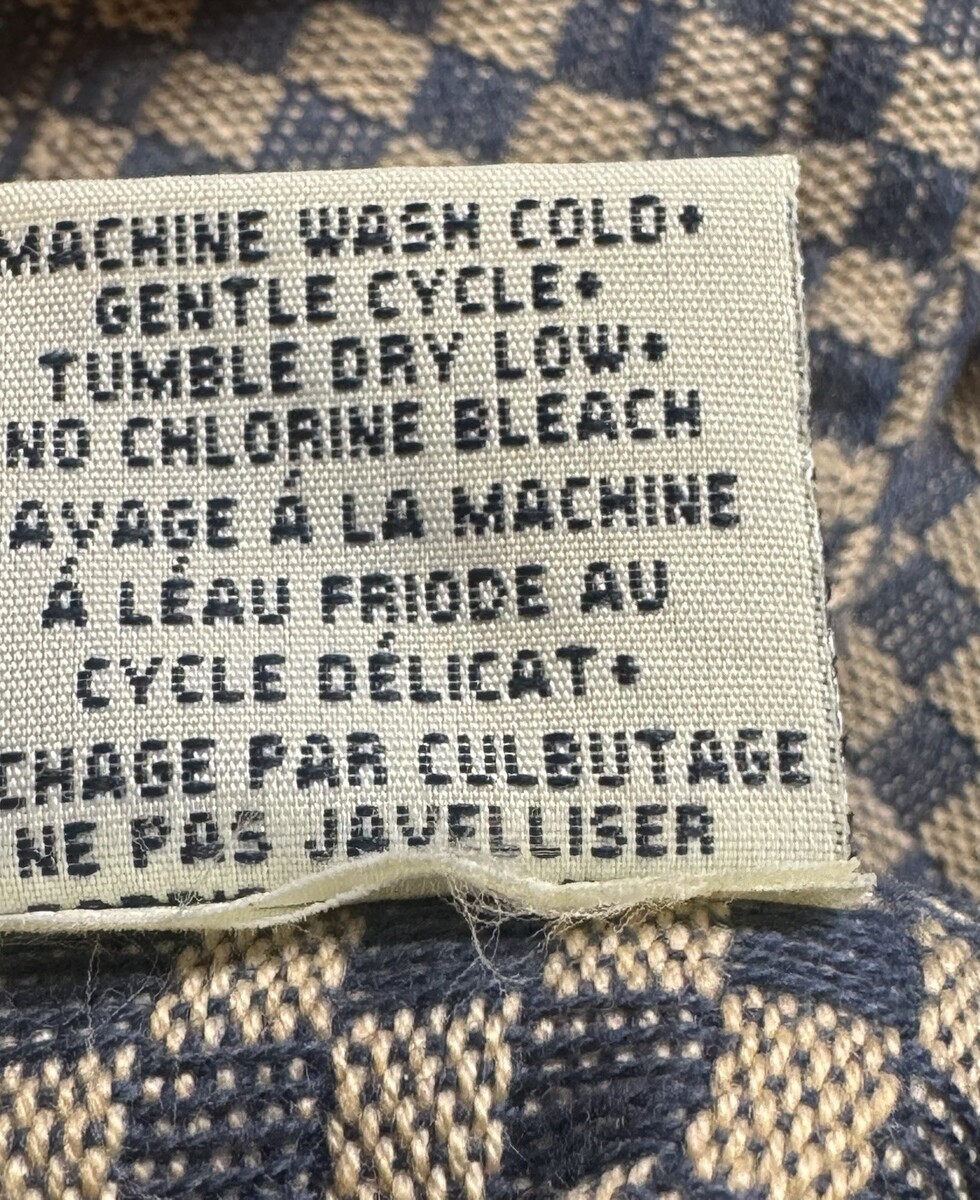 MACHINE WASH COLD•
GENTLE CYCLE•
TUMBLE DRY LOW•
NO CHLORINE BLEACH
AVAGE Á LA MACHINE
Á LÉAU FRIODE AU
CYCLE DÉLICAT•
CHAGE PAR CULBUTAGE
NE PAS JAVELLISER